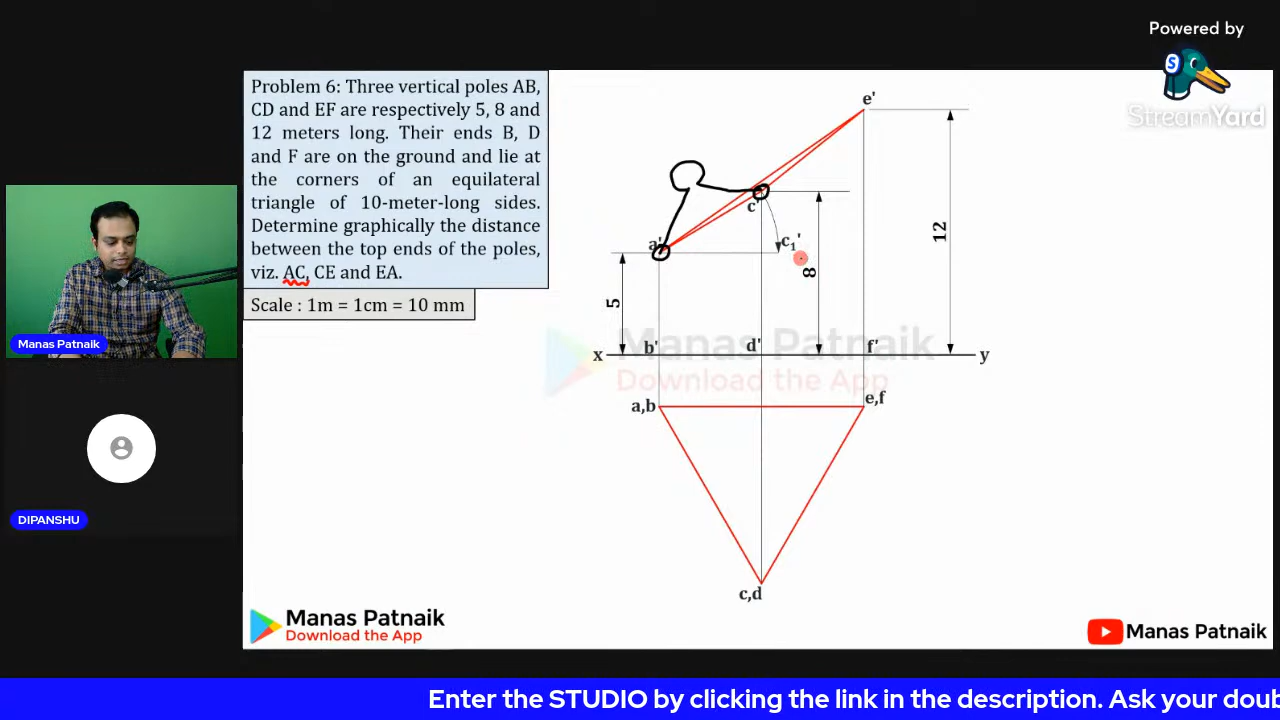 Powered by
S
StreamYard
Problem 6: Three vertical poles AB,
CD and EF are respectively 5, 8 and
12 meters long. Their ends B, D
and F are on the ground and lie at
the corners of an equilateral
triangle of 10-meter-long sides.
Determine graphically the distance
between the top ends of the poles,
viz. AC, CE and EA.
Scale : 1m = 1cm = 10 mm
e'
c'
a'
c₁'
12
8
5
x
b'
d'
f'
y
Manas Patnaik
Download the App
a,b
e,f
c,d
Manas Patnaik
DIPANSHU
Manas Patnaik
Download the App
Manas Patnaik
Enter the STUDIO by clicking the link in the description. Ask your doub